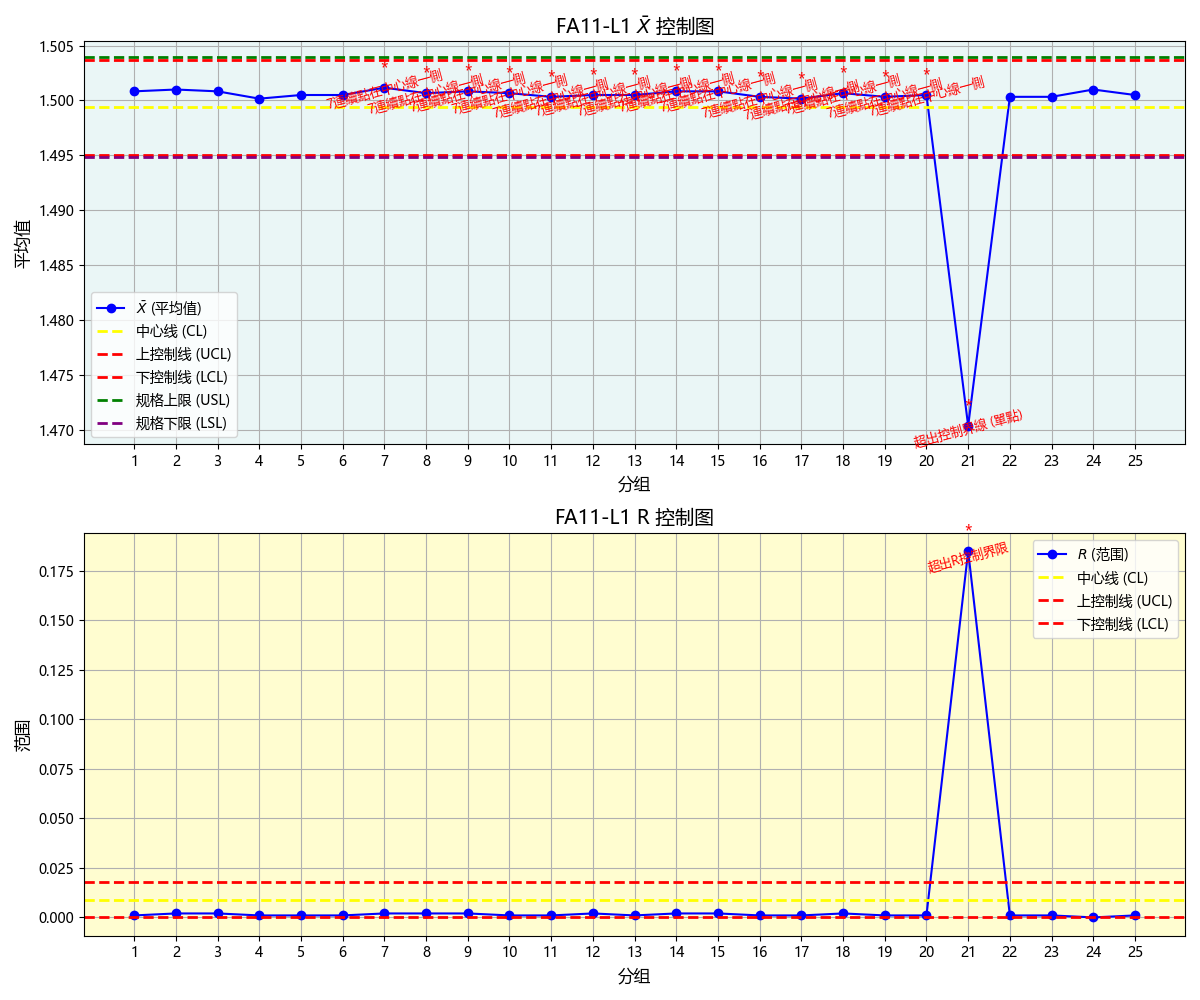 FA11-L1 X̄ 控制图
1.505
1.500
1.495
1.490
1.485
1.480
1.475
1.470
平均值
X̄ (平均值)
中心线 (CL)
上控制线 (UCL)
下控制线 (LCL)
规格上限 (USL)
规格下限 (LSL)
* * * * * * * * * * * * * *
*
超出控制界線 (單點)
1 2 3 4 5 6 7 8 9 10 11 12 13 14 15 16 17 18 19 20 21 22 23 24 25
分组
FA11-L1 R 控制图
*
超出R控制界限
R (范围)
中心线 (CL)
上控制线 (UCL)
下控制线 (LCL)
0.175
0.150
0.125
0.100
0.075
0.050
0.025
0.000
范围
1 2 3 4 5 6 7 8 9 10 11 12 13 14 15 16 17 18 19 20 21 22 23 24 25
分组